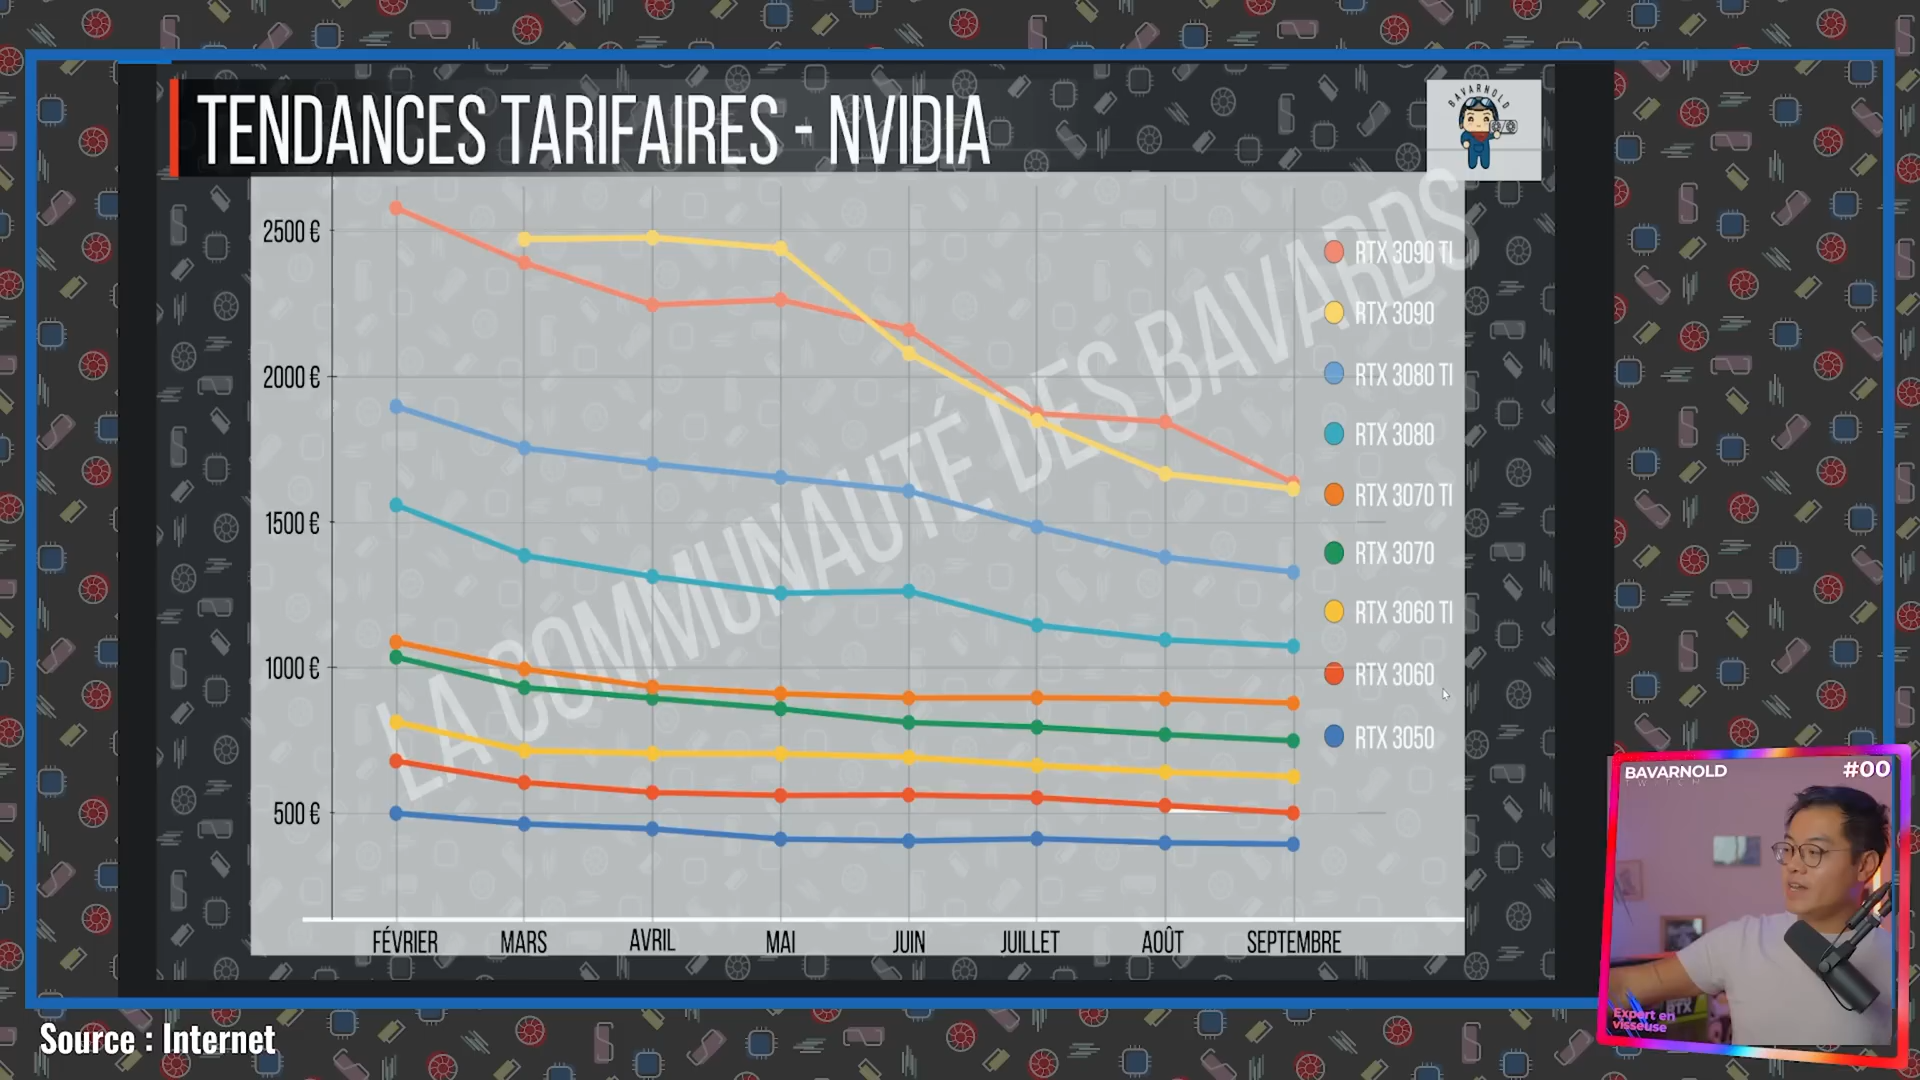 TENDANCES TARIFAIRES - NVIDIA
BAVARNOLD
2500 €
2000 €
1500 €
1000 €
500 €
RTX 3090 TI
RTX 3090
RTX 3080 TI
RTX 3080
RTX 3070 TI
RTX 3070
RTX 3060 TI
RTX 3060
RTX 3050
LA COMMUNAUTÉ DES BAVARDS
FÉVRIER
MARS
AVRIL
MAI
JUIN
JUILLET
AOÛT
SEPTEMBRE
BAVARNOLD
#00
RTX
Expert en
visseuse
Source : Internet